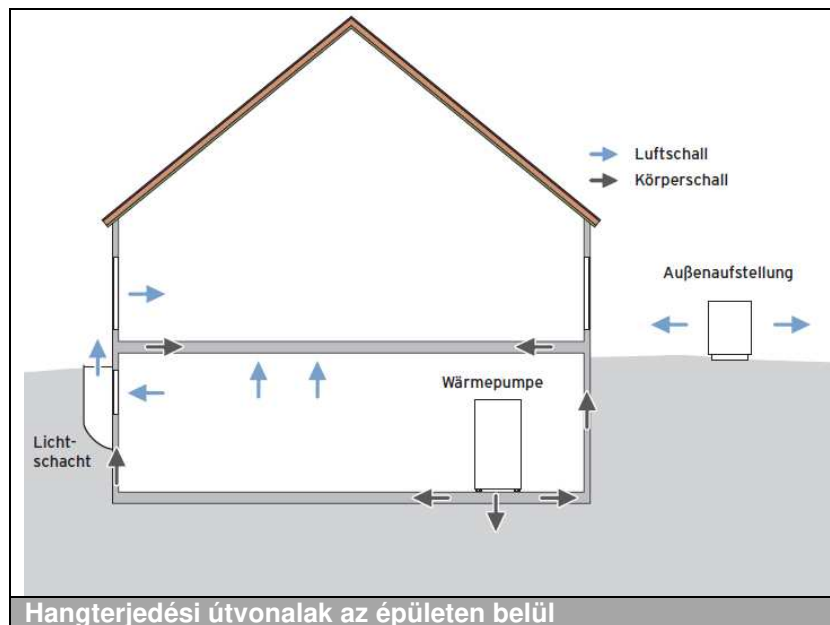 Luftschall
Körperschall
Außenaufstellung
Wärmepumpe
Licht-
schacht
Hangterjedési útvonalak az épületen belül